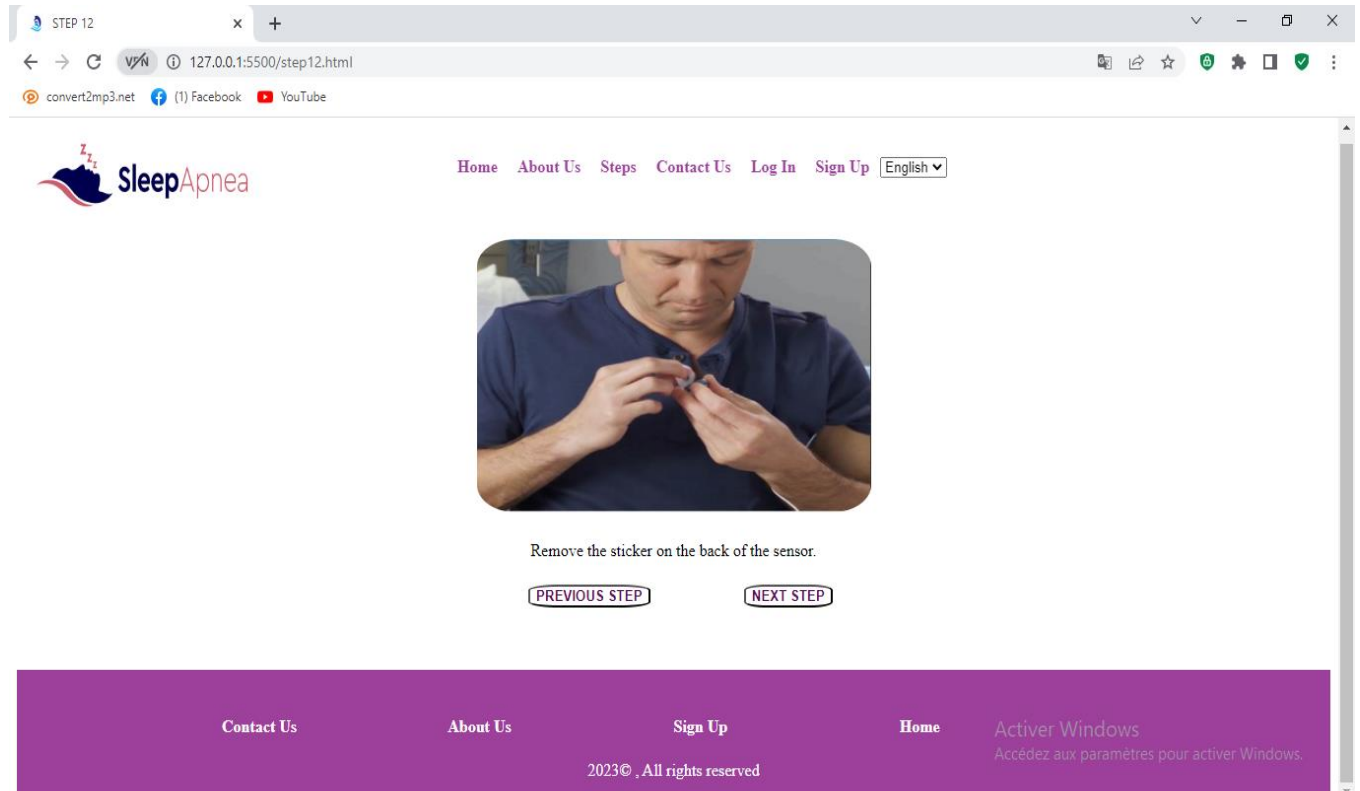 STEP 12
VPN 127.0.0.1:5500/step12.html
convert2mp3.net (1) Facebook YouTube
z z z
SleepApnea
Home About Us Steps Contact Us Log In Sign Up English
Remove the sticker on the back of the sensor.
PREVIOUS STEP NEXT STEP
Contact Us About Us Sign Up Home
Activer Windows
Accédez aux paramètres pour activer Windows.
2023© , All rights reserved